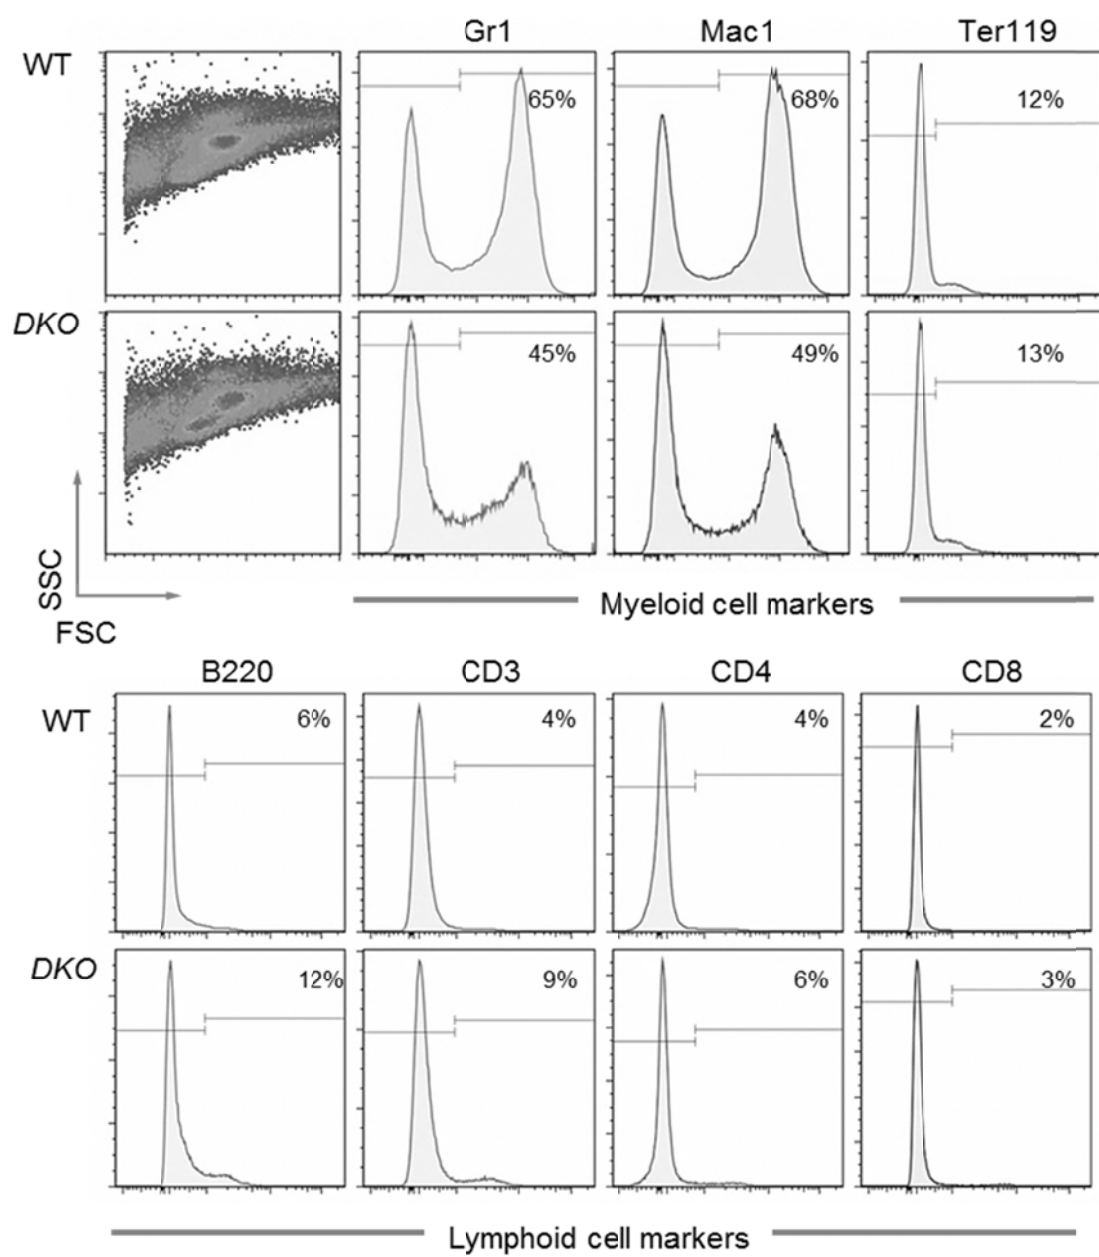 Gr1 Mac1 Ter119
WT
65% 68% 12%
DKO
45% 49% 13%
SSC
FSC
Myeloid cell markers
B220 CD3 CD4 CD8
WT
6% 4% 4% 2%
DKO
12% 9% 6% 3%
Lymphoid cell markers